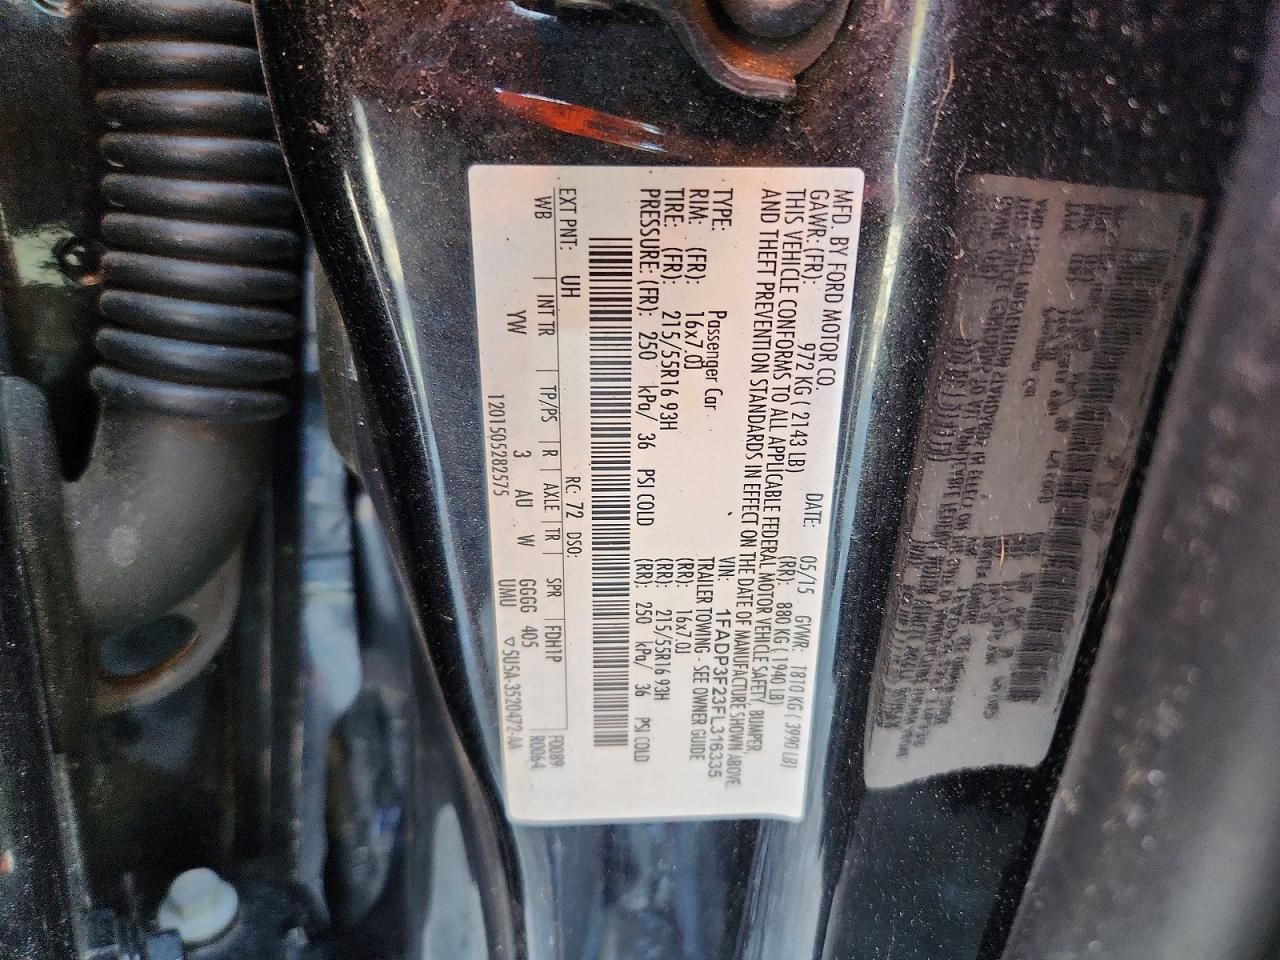 MFD. BY FORD MOTOR CO.
DATE: 05/15 GVWR: 1810 KG ( 3990 LB)
GAWR: (FR): 972 KG ( 2143 LB) (RR): 880 KG ( 1940 LB)
THIS VEHICLE CONFORMS TO ALL APPLICABLE FEDERAL MOTOR VEHICLE SAFETY, BUMPER,
AND THEFT PREVENTION STANDARDS IN EFFECT ON THE DATE OF MANUFACTURE SHOWN ABOVE.
VIN: 1FADP3F23FL316335
TYPE: Passenger Car TRAILER TOWING - SEE OWNER GUIDE
RIM: (FR): 16x7.0J (RR): 16x7.0J
TIRE: (FR): 215/55R16 93H (RR): 215/55R16 93H
PRESSURE: (FR): 250 kPa/ 36 PSI COLD (RR): 250 kPa/ 36 PSI COLD
EXT PNT: UH RC: 72 DSO: F0089
WB INT TR TP/PS R AXLE TR SPR FDH1P R0064
YW 3 AU W GGGG 405
1201505282575 UMU ▽5U5A-3520472-AA